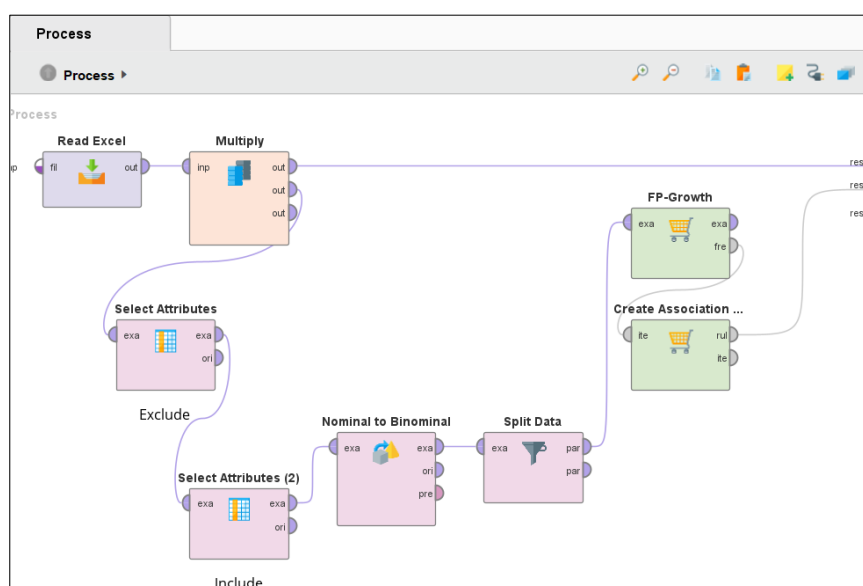 Process
Process
Process
Read Excel
Multiply
fil
out
inp
out
out
out
res
res
res
FP-Growth
exa
exa
fre
Select Attributes
exa
exa
ori
Create Association ...
ite
rul
ite
Exclude
Nominal to Binominal
Split Data
exa
exa
ori
pre
exa
par
par
Select Attributes (2)
exa
exa
ori
Include